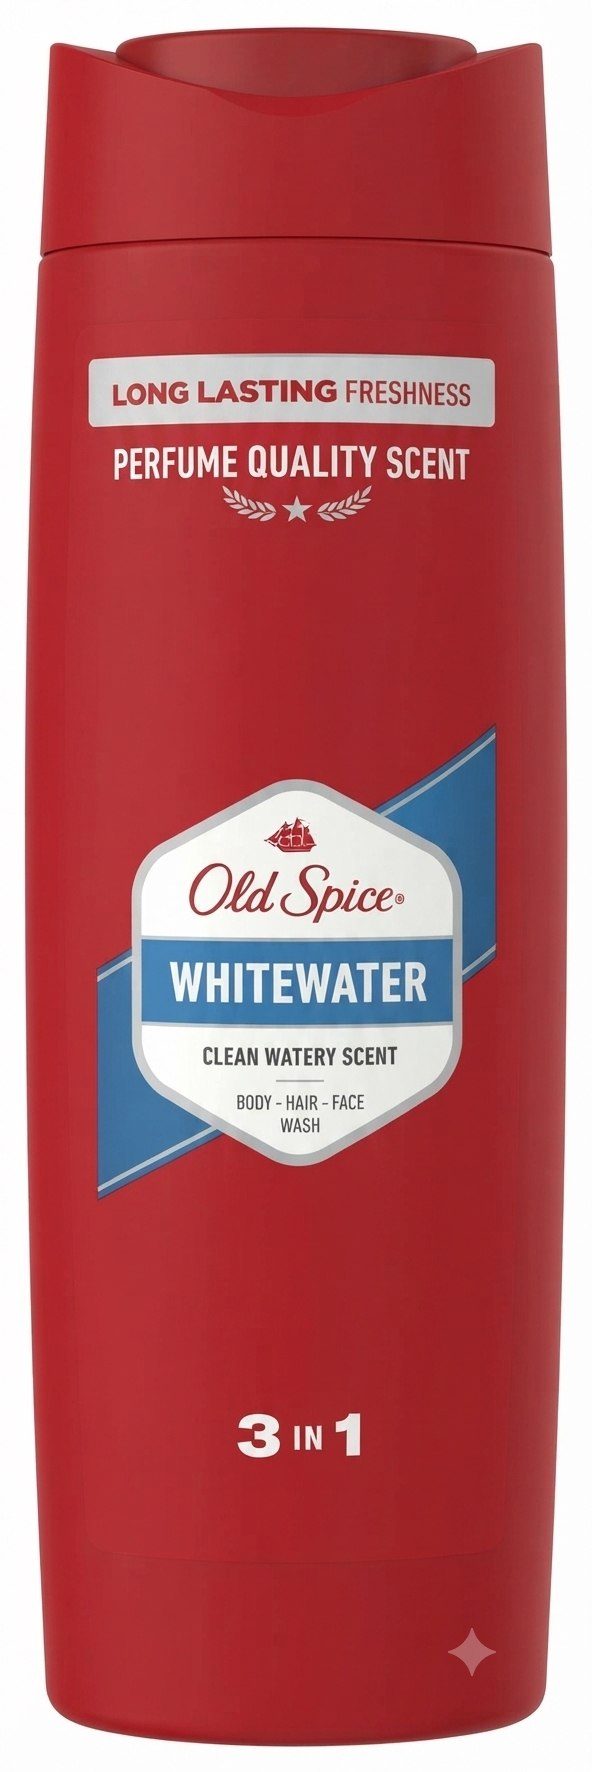 LONG LASTING FRESHNESS
PERFUME QUALITY SCENT
Old Spice®
WHITEWATER
CLEAN WATERY SCENT
BODY - HAIR - FACE
WASH
3 IN 1